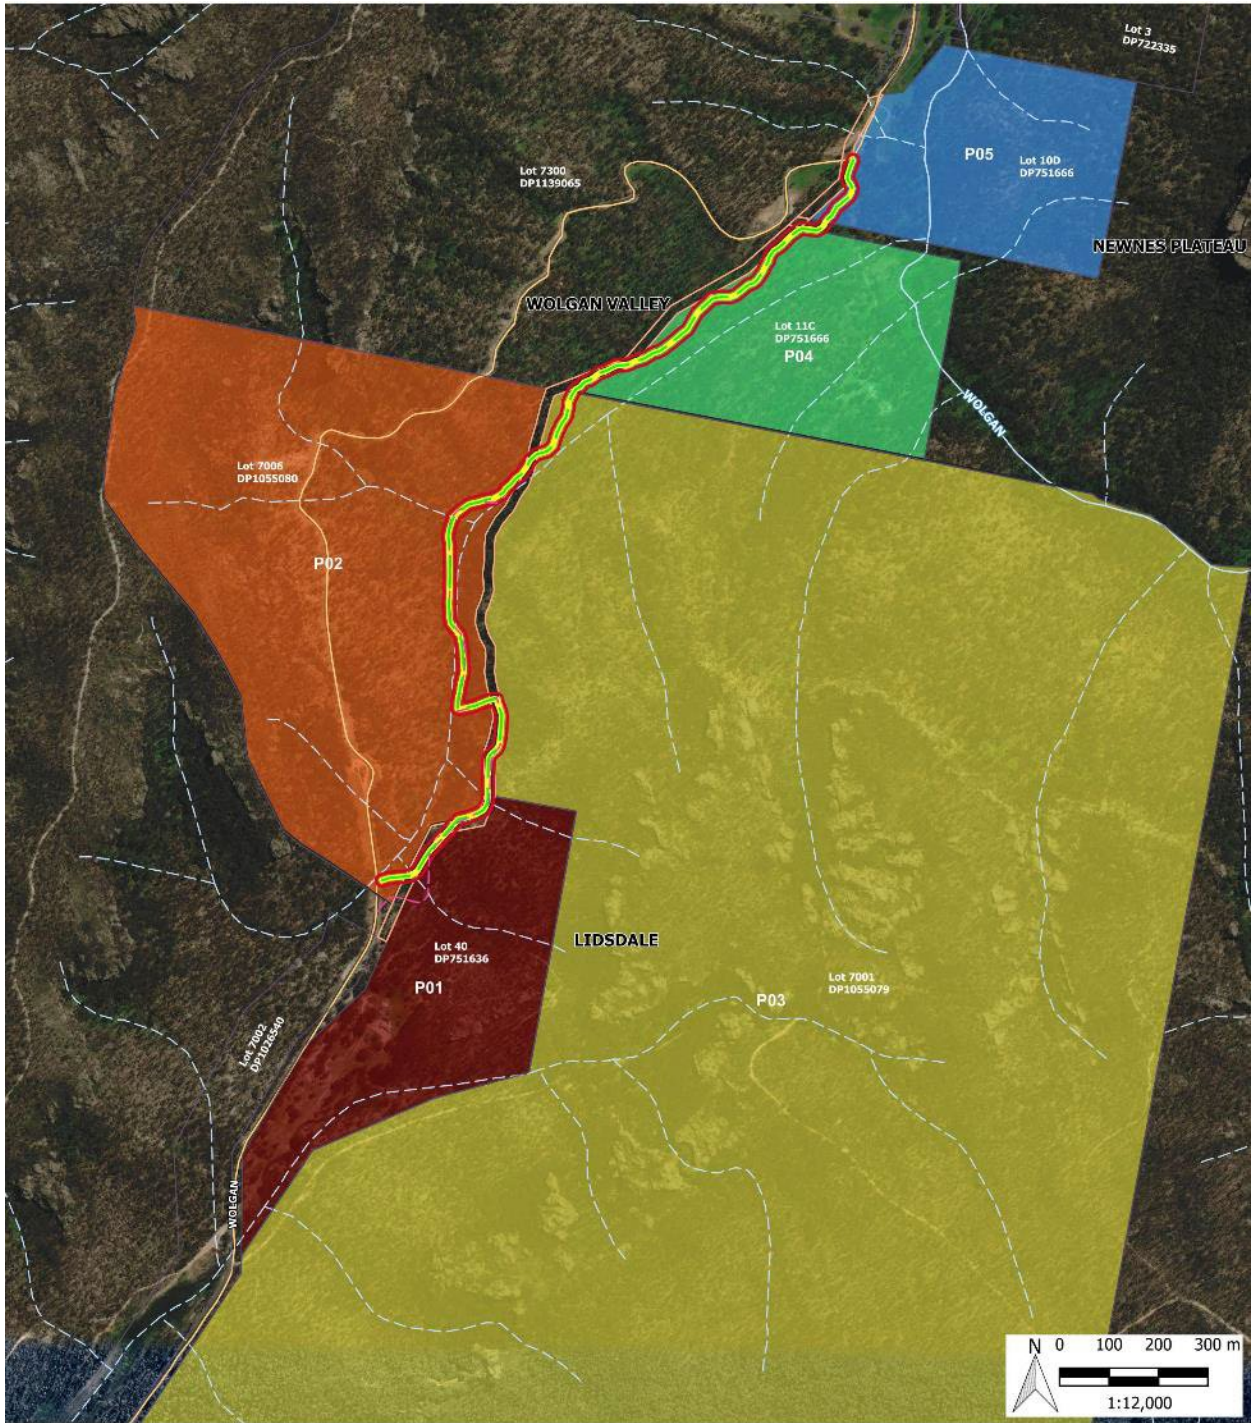 Lot 3
DP722335
P05
Lot 10D
DP751666
Lot 7300
DP1139065
NEWNES PLATEAU
WOLGAN VALLEY
Lot 11C
DP751666
P04
WOLGAN
Lot 7006
DP1055080
P02
LIDSDALE
Lot 40
DP751636
P01
Lot 7001
DP1055079
P03
Lot 7002
DP1026540
WOLGAN
N 0 100 200 300 m
1:12,000